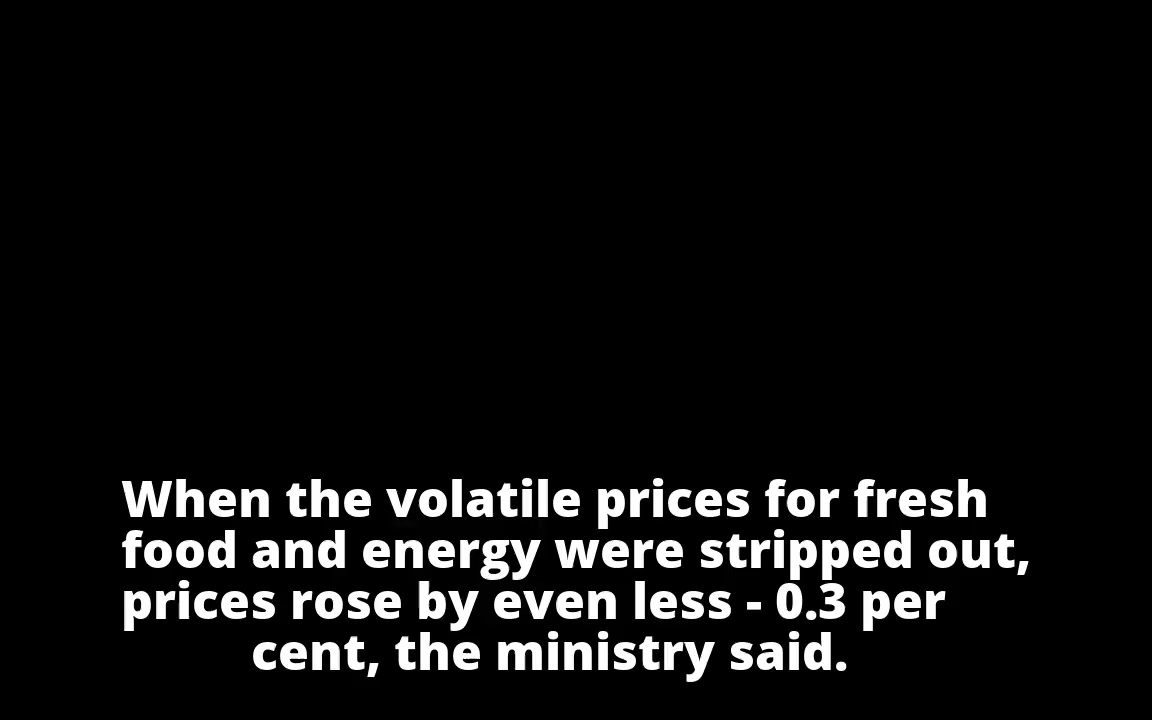 When the volatile prices for fresh
food and energy were stripped out,
prices rose by even less - 0.3 per
cent, the ministry said.